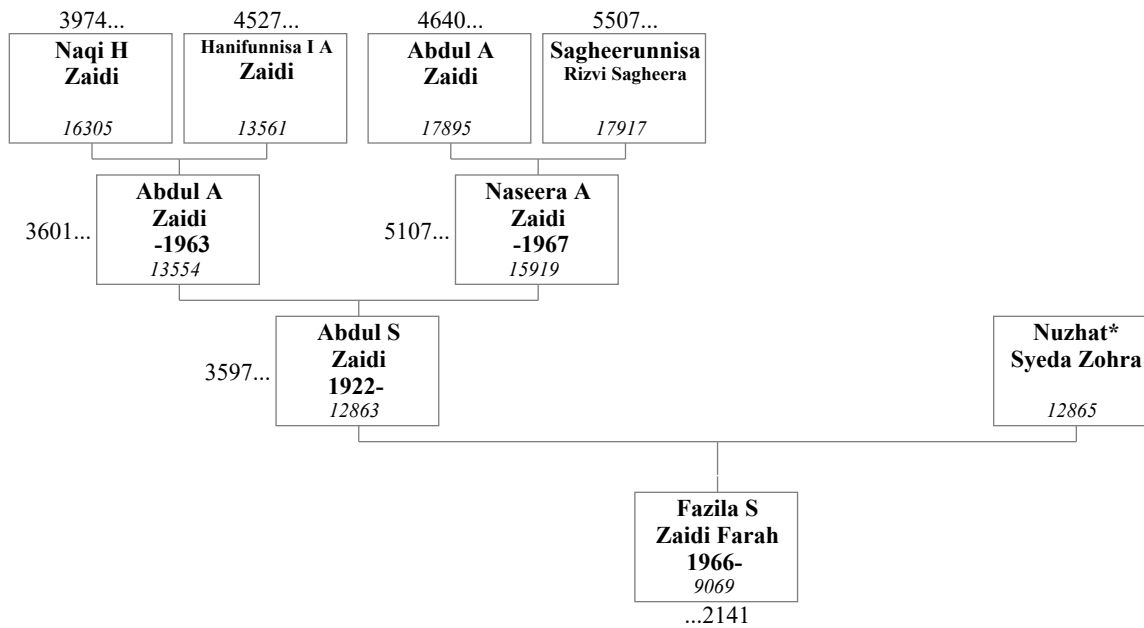 3974...
4527...
4640...
5507...
Naqi H
Zaidi
16305
Hanifunnisa I A
Zaidi
13561
Abdul A
Zaidi
17895
Sagheerunnisa
Rizvi Sagheera
17917
3601...
Abdul A
Zaidi
-1963
13554
5107...
Naseera A
Zaidi
-1967
15919
3597...
Abdul S
Zaidi
1922-
12863
Nuzhat*
Syeda Zohra
12865
Fazila S
Zaidi Farah
1966-
9069
...2141